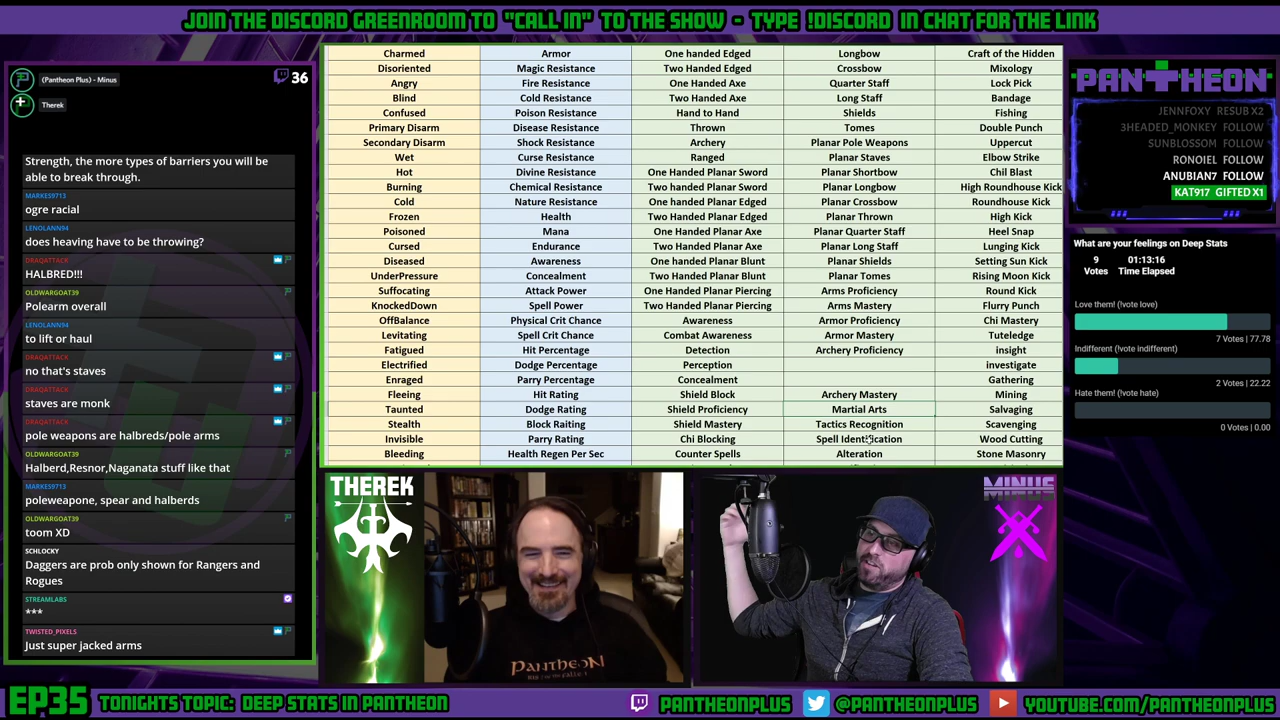 JOIN THE DISCORD GREENROOM TO "CALL IN" TO THE SHOW - TYPE !DISCORD IN CHAT FOR THE LINK
(Pantheon Plus) - Minus
36
Therek
Strength, the more types of barriers you will be
able to break through.
MARKES9713
ogre racial
LENOLANN94
does heaving have to be throwing?
DRAQATTACK
HALBRED!!!
OLDWARGOAT39
Polearm overall
LENOLANN94
to lift or haul
DRAQATTACK
no that's staves
DRAQATTACK
staves are monk
DRAQATTACK
pole weapons are halbreds/pole arms
OLDWARGOAT39
Halberd,Resnor,Naganata stuff like that
MARKES9713
poleweapone, spear and halberds
OLDWARGOAT39
toom XD
SCHLOCKY
Daggers are prob only shown for Rangers and
Rogues
STREAMLABS
***
TWISTED_PIXELS
Just super jacked arms
Charmed Armor One handed Edged Longbow Craft of the Hidden
Disoriented Magic Resistance Two Handed Edged Crossbow Mixology
Angry Fire Resistance One Handed Axe Quarter Staff Lock Pick
Blind Cold Resistance Two Handed Axe Long Staff Bandage
Confused Poison Resistance Hand to Hand Shields Fishing
Primary Disarm Disease Resistance Thrown Tomes Double Punch
Secondary Disarm Shock Resistance Archery Planar Pole Weapons Uppercut
Wet Curse Resistance Ranged Planar Staves Elbow Strike
Hot Divine Resistance One Handed Planar Sword Planar Shortbow Chil Blast
Burning Chemical Resistance Two handed Planar Sword Planar Longbow High Roundhouse Kick
Cold Nature Resistance One handed Planar Edged Planar Crossbow Roundhouse Kick
Frozen Health Two Handed Planar Edged Planar Thrown High Kick
Poisoned Mana One Handed Planar Axe Planar Quarter Staff Heel Snap
Cursed Endurance Two Handed Planar Axe Planar Long Staff Lunging Kick
Diseased Awareness One handed Planar Blunt Planar Shields Setting Sun Kick
UnderPressure Concealment Two Handed Planar Blunt Planar Tomes Rising Moon Kick
Suffocating Attack Power One Handed Planar Piercing Arms Proficiency Round Kick
KnockedDown Spell Power Two Handed Planar Piercing Arms Mastery Flurry Punch
OffBalance Physical Crit Chance Awareness Armor Proficiency Chi Mastery
Levitating Spell Crit Chance Combat Awareness Armor Mastery Tuteledge
Fatigued Hit Percentage Detection Archery Proficiency insight
Electrified Dodge Percentage Perception investigate
Enraged Parry Percentage Concealment Gathering
Fleeing Hit Rating Shield Block Archery Mastery Mining
Taunted Dodge Rating Shield Proficiency Martial Arts Salvaging
Stealth Block Raiting Shield Mastery Tactics Recognition Scavenging
Invisible Parry Rating Chi Blocking Spell Identification Wood Cutting
Bleeding Health Regen Per Sec Counter Spells Alteration Stone Masonry
PANTHEON
JENNFOXY RESUB X2
3HEADED_MONKEY FOLLOW
SUNBLOSSOM FOLLOW
RONOIEL FOLLOW
ANUBIAN7 FOLLOW
KAT917 GIFTED X1
What are your feelings on Deep Stats
9 01:13:16
Votes Time Elapsed
Love them! (!vote love)
7 Votes | 77.78
Indifferent (!vote indifferent)
2 Votes | 22.22
Hate them! (!vote hate)
0 Votes | 0.00
THEREK
MINUS
PANTHEON
EP35 TONIGHTS TOPIC: DEEP STATS IN PANTHEON PANTHEONPLUS @PANTHEONPLUS YOUTUBE.COM/PANTHEONPLUS